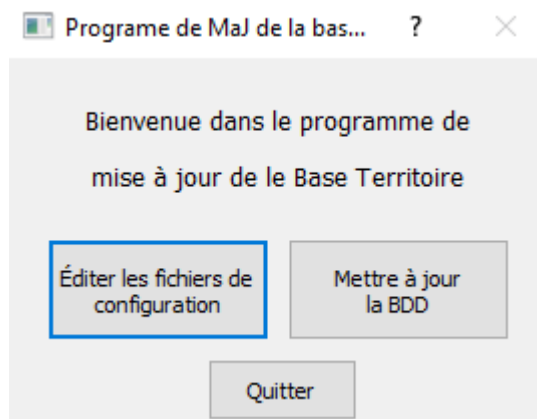 Programe de MaJ de la bas... ?
Bienvenue dans le programme de
mise à jour de le Base Territoire
Éditer les fichiers de
configuration
Mettre à jour
la BDD
Quitter